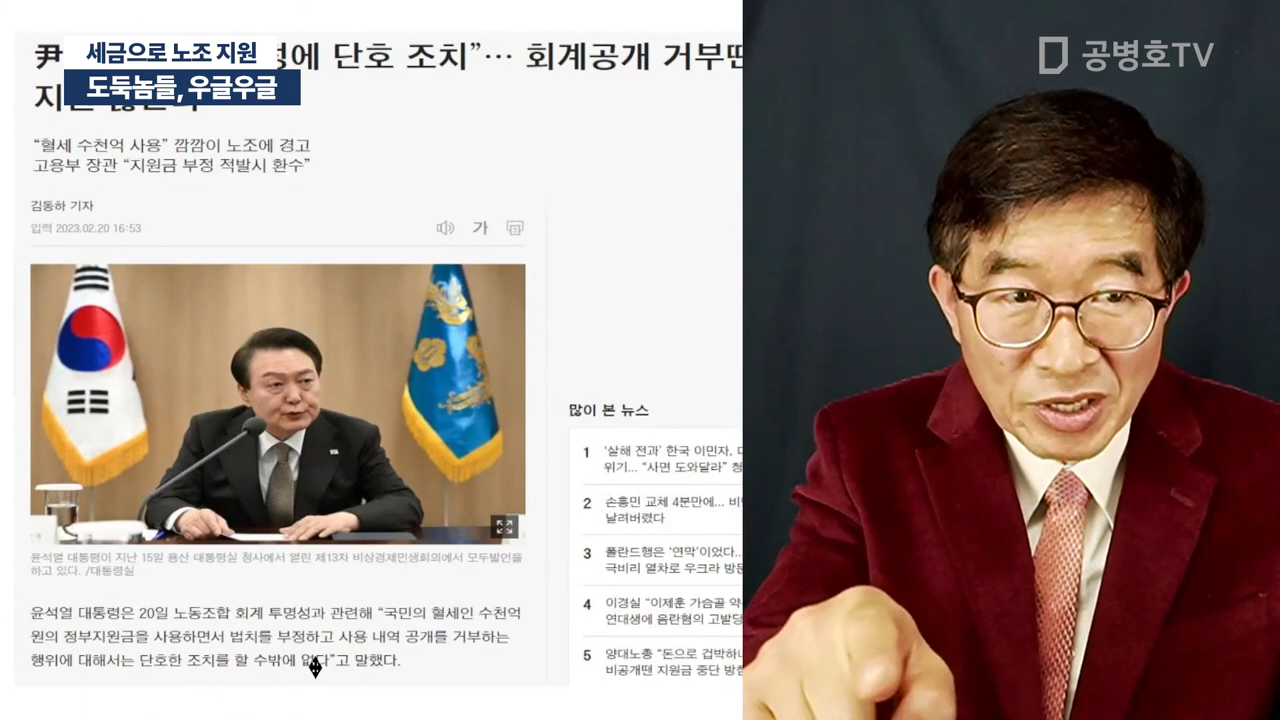 세금으로 노조 지원
도둑놈들, 우글우글
공병호TV
尹 에 단호 조치”… 회계공개 거부땐
“혈세 수천억 사용” 깜깜이 노조에 경고
고용부 장관 “지원금 부정 적발시 환수”
김동하 기자
입력 2023.02.20 16:53
가
윤석열 대통령이 지난 15일 용산 대통령실 청사에서 열린 제13차 비상경제민생회의에서 모두발언을
하고 있다. /대통령실
윤석열 대통령은 20일 노동조합 회계 투명성과 관련해 “국민의 혈세인 수천억
원의 정부지원금을 사용하면서 법치를 부정하고 사용 내역 공개를 거부하는
행위에 대해서는 단호한 조치를 할 수밖에 없다”고 말했다.
많이 본 뉴스
1 ‘살해 전과’ 한국 이민자,
위기... “사면 도와달라”
2 손흥민 교체 4분만에...
날려버렸다
3 폴란드행은 ‘연막’이었다..
극비리 열차로 우크라
4 이경실 “이제훈 가슴골
연대생에 음란형의 고발당
5 양대노총 “돈으로
비공개땐 지원금 중단